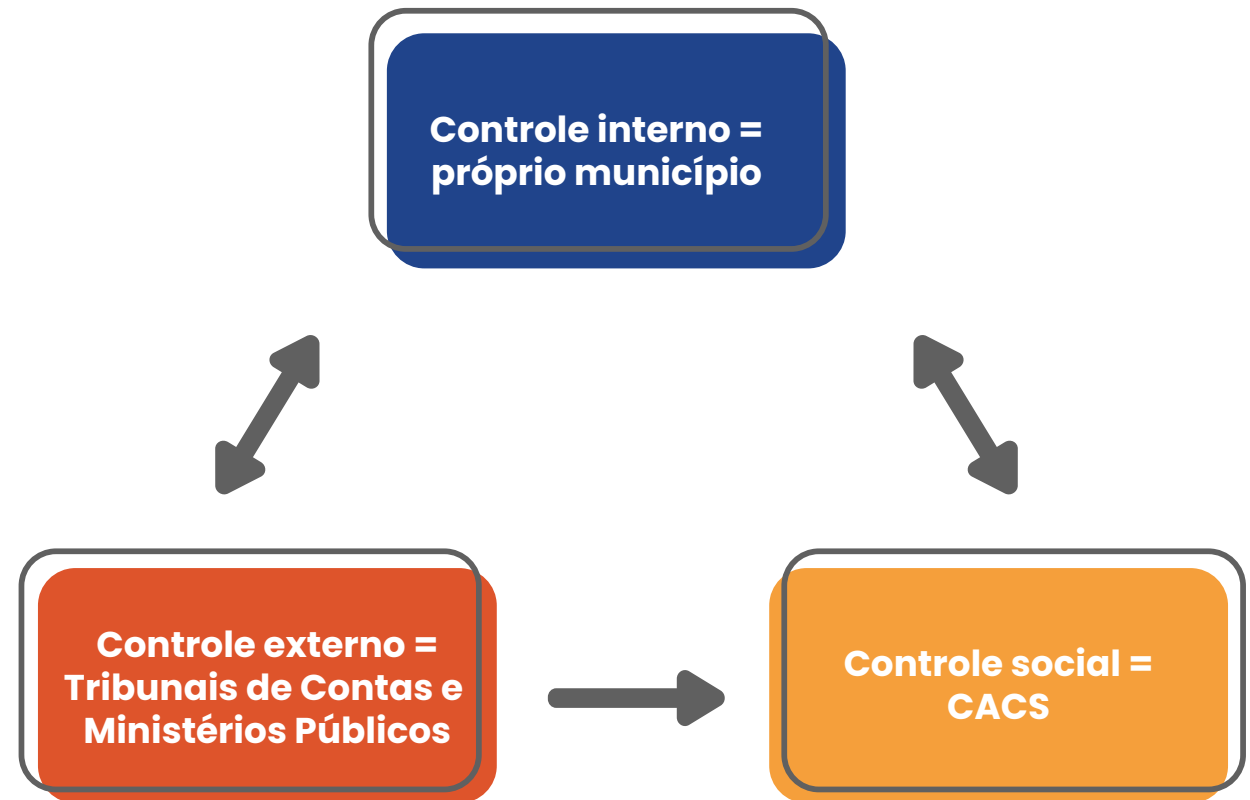 Controle interno =
próprio município
Controle externo =
Tribunais de Contas e
Ministérios Públicos
Controle social =
CACS